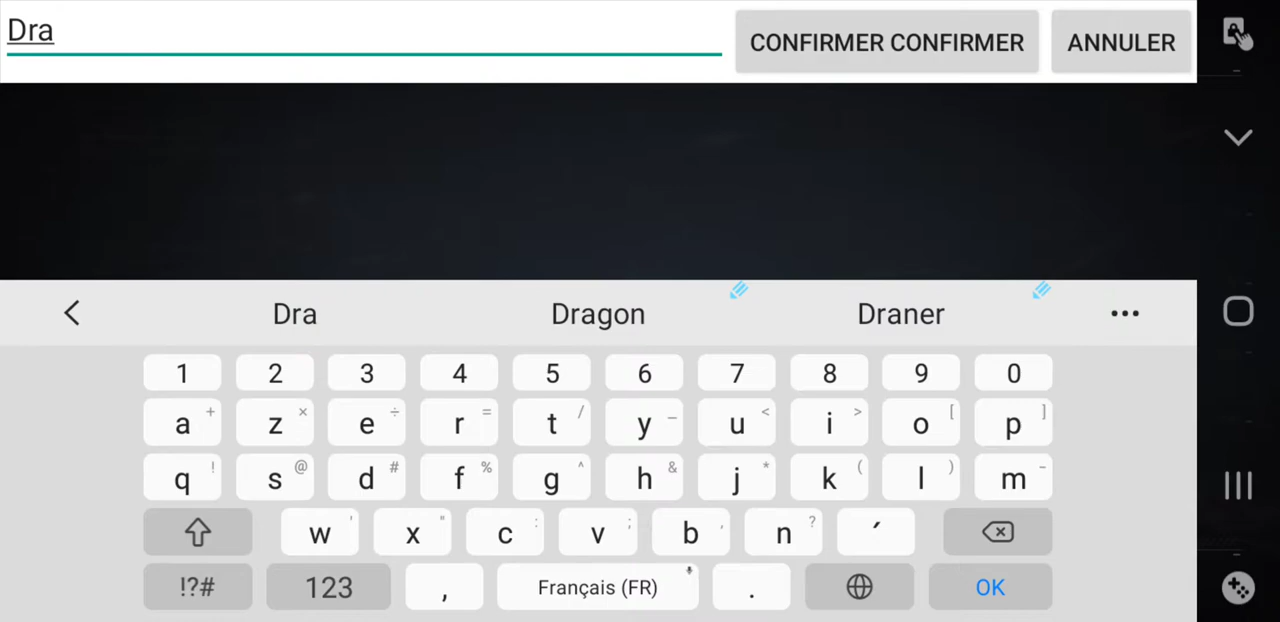 Dra
CONFIRMER CONFIRMER
ANNULER
Dra Dragon Draner
1 2 3 4 5 6 7 8 9 0
a + z × e ÷ r = t / y _ u < i > o [ p ]
q ! s @ d # f % g ^ h & j * k ( l ) m -
w ' x " c : v ; b , n ? ´
!?# 123 , Français (FR) . OK